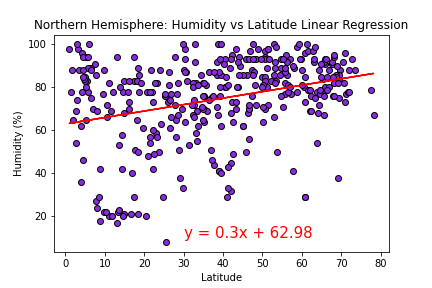 Northern Hemisphere: Humidity vs Latitude Linear Regression
100
80
60
40
20
Humidity (%)
y = 0.3x + 62.98
0 10 20 30 40 50 60 70 80
Latitude